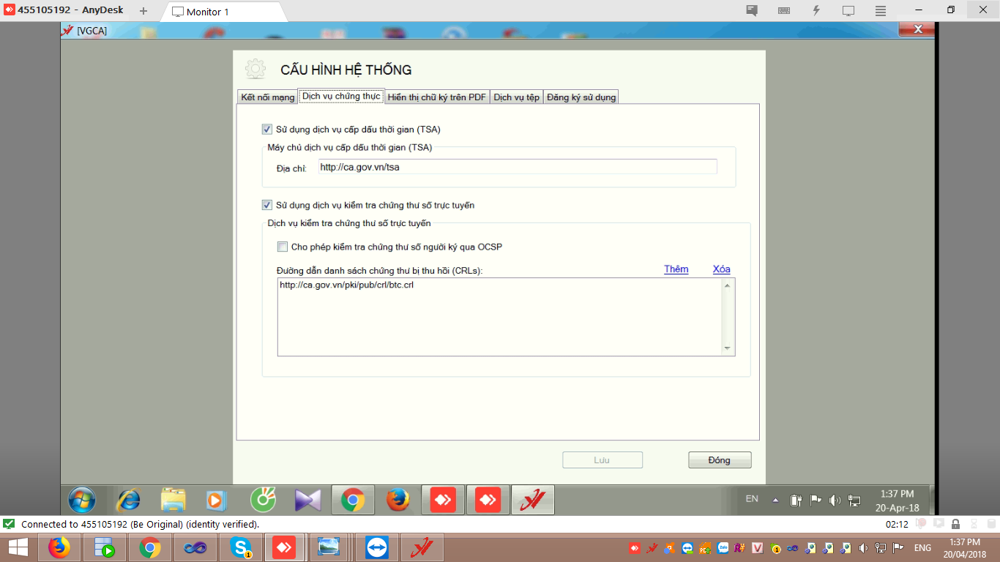 455105192 - AnyDesk
Monitor 1
[VGCA]
CẤU HÌNH HỆ THỐNG
Kết nối mạng
Dịch vụ chứng thực
Hiển thị chữ ký trên PDF
Dịch vụ tệp
Đăng ký sử dụng
Sử dụng dịch vụ cấp dấu thời gian (TSA)
Máy chủ dịch vụ cấp dấu thời gian (TSA)
Địa chỉ: http://ca.gov.vn/tsa
Sử dụng dịch vụ kiểm tra chứng thư số trực tuyến
Dịch vụ kiểm tra chứng thư số trực tuyến
Cho phép kiểm tra chứng thư số người ký qua OCSP
Đường dẫn danh sách chứng thư bị thu hồi (CRLs): Thêm Xóa
http://ca.gov.vn/pki/pub/crl/btc.crl
Lưu
Đóng
EN
1:37 PM
20-Apr-18
Connected to 455105192 (Be Original) (identity verified).
02:12
ENG
1:37 PM
20/04/2018